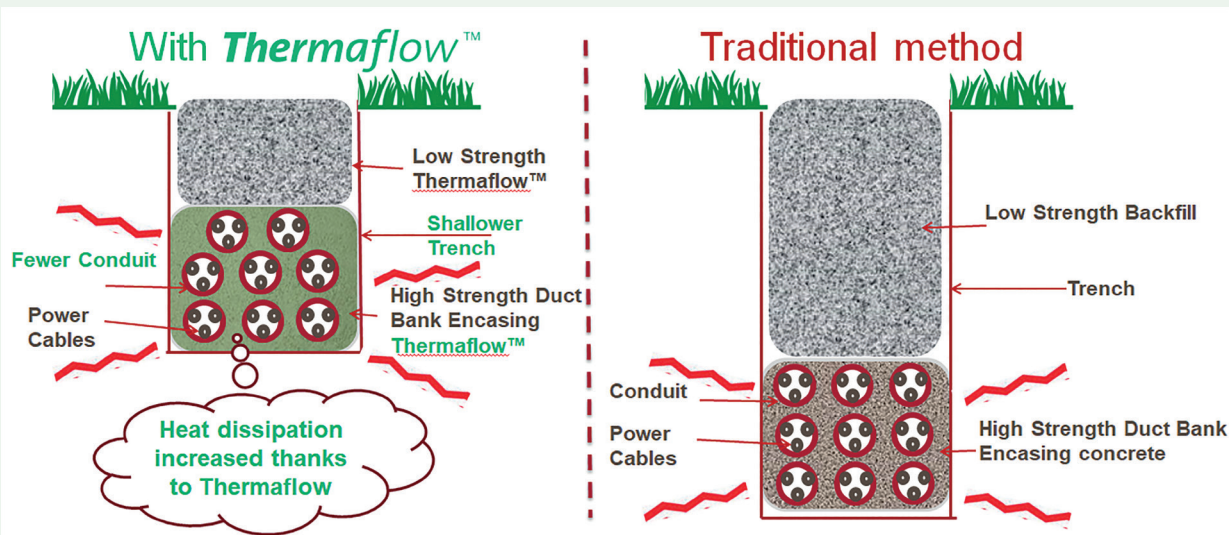 With Thermaflow™
Low Strength
Thermaflow™
Shallower
Trench
Fewer Conduit
High Strength Duct
Bank Encasing
Thermaflow™
Power
Cables
Heat dissipation
increased thanks
to Thermaflow
Traditional method
Low Strength Backfill
Trench
Conduit
Power
Cables
High Strength Duct Bank
Encasing concrete